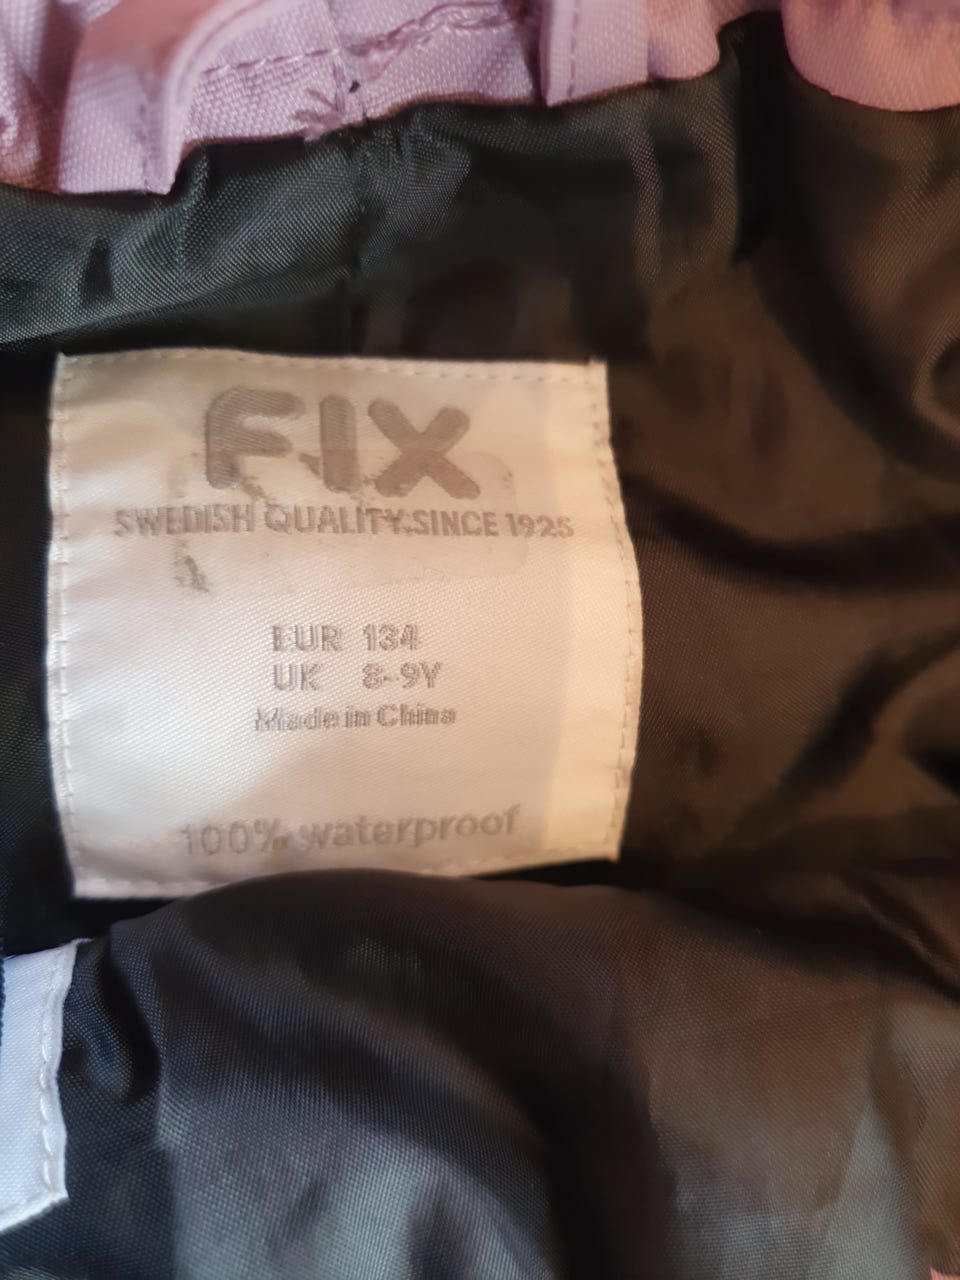 FIX
SWEDISH QUALITY.SINCE 1925
EUR 134
UK 8-9Y
Made in China
100% waterproof